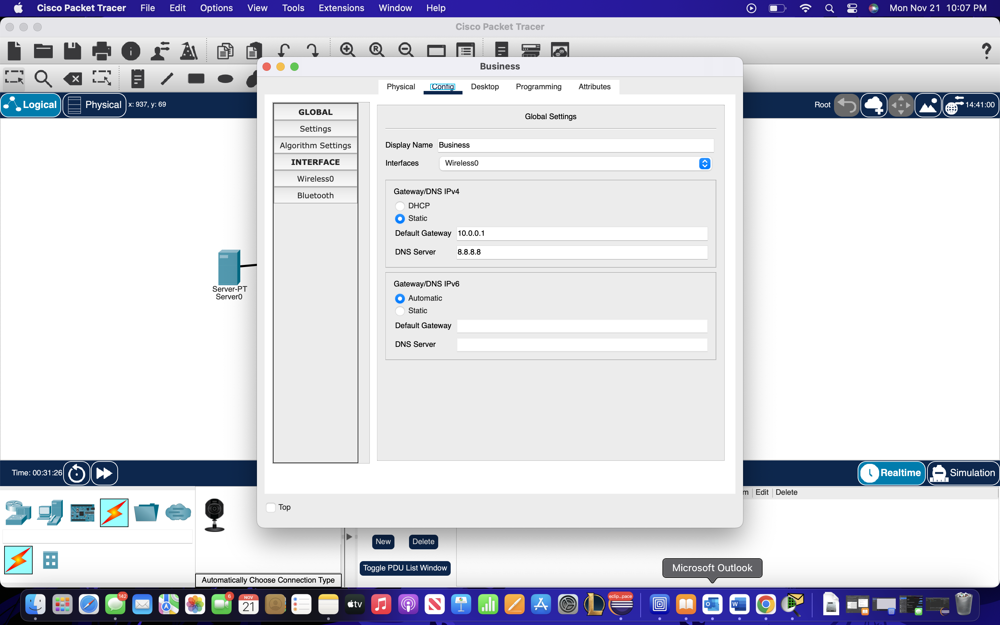 Cisco Packet Tracer File Edit Options View Tools Extensions Window Help Mon Nov 21 10:07 PM
Cisco Packet Tracer
Business
Physical Config Desktop Programming Attributes
Logical Physical x: 937, y: 69 Root 14:41:00
GLOBAL
Settings
Algorithm Settings
INTERFACE
Wireless0
Bluetooth
Global Settings
Display Name Business
Interfaces Wireless0
Gateway/DNS IPv4
DHCP
Static
Default Gateway 10.0.0.1
DNS Server 8.8.8.8
Gateway/DNS IPv6
Automatic
Static
Default Gateway
DNS Server
Server-PT
Server0
Time: 00:31:26 Realtime Simulation
m Edit Delete
Top
New Delete
Toggle PDU List Window
Automatically Choose Connection Type
Microsoft Outlook
142
6
NOV
21
tv
eclip...pace